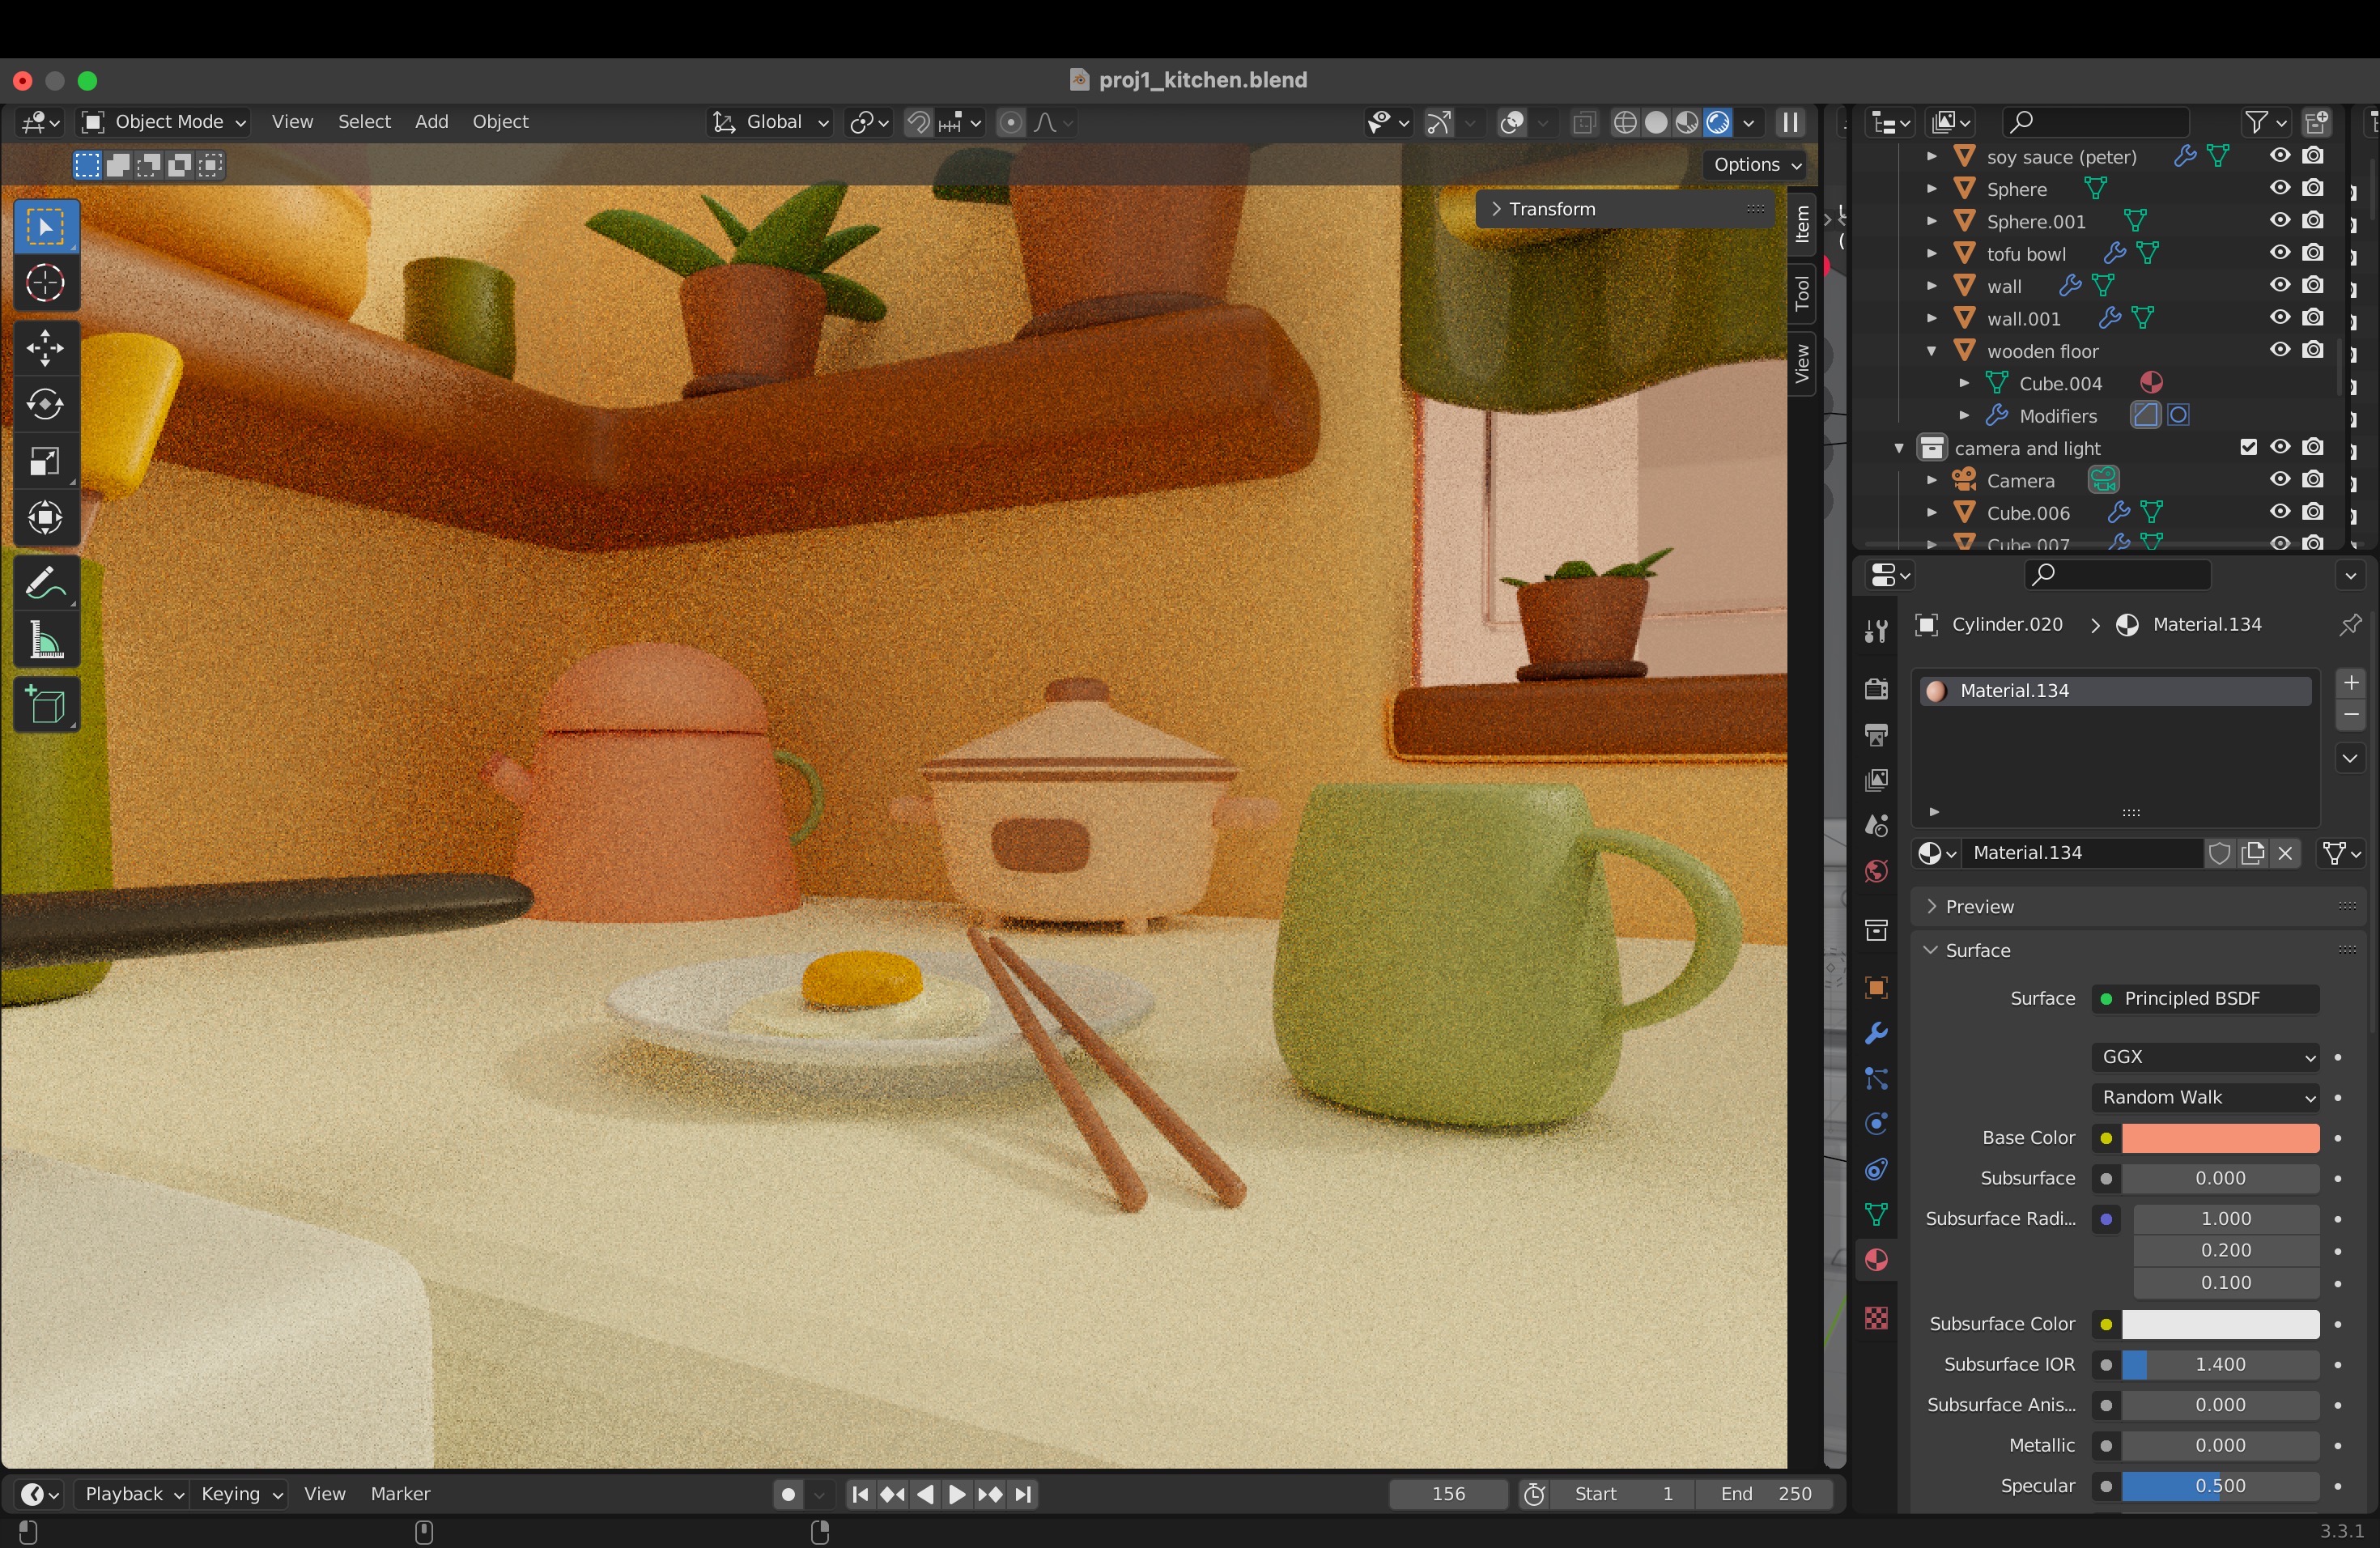 proj1_kitchen.blend
Object Mode View Select Add Object Global
Options
Transform
Item
Tool
View
soy sauce (peter)
Sphere
Sphere.001
tofu bowl
wall
wall.001
wooden floor
Cube.004
Modifiers
camera and light
Camera
Cube.006
Cube.007
Cylinder.020 > Material.134
Material.134
Material.134
Preview
Surface
Surface Principled BSDF
GGX
Random Walk
Base Color
Subsurface 0.000
Subsurface Radi... 1.000
0.200
0.100
Subsurface Color
Subsurface IOR 1.400
Subsurface Anis... 0.000
Metallic 0.000
Specular 0.500
Playback Keying View Marker 156 Start 1 End 250
3.3.1